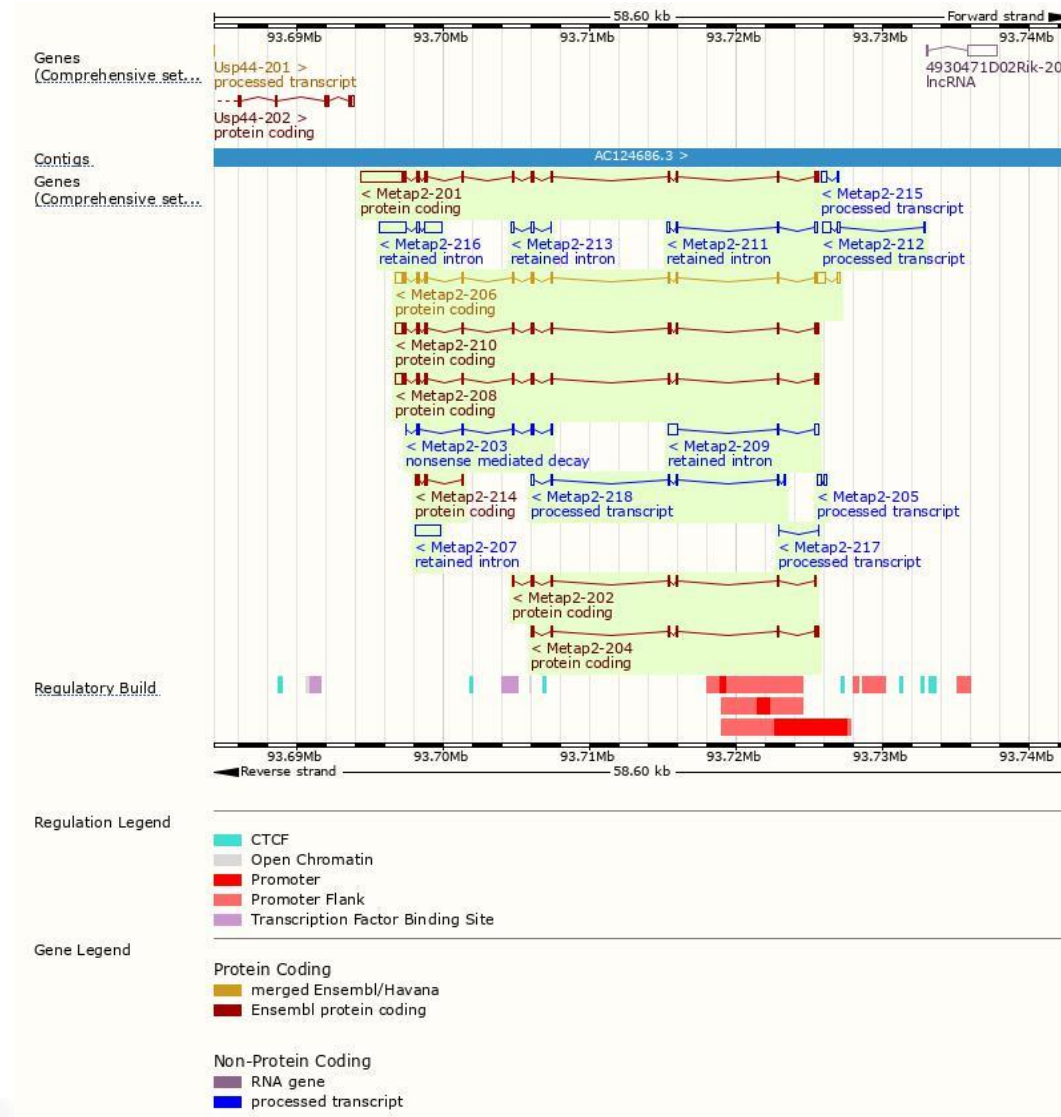 58.60 kb Forward strand
93.69Mb 93.70Mb 93.71Mb 93.72Mb 93.73Mb 93.74Mb
Genes
(Comprehensive set...
Usp44-201 >
processed transcript
4930471D02Rik-20
lncRNA
Usp44-202 >
protein coding
Contigs
AC124686.3 >
Genes
(Comprehensive set...
< Metap2-201
protein coding
< Metap2-215
processed transcript
< Metap2-216
retained intron
< Metap2-213
retained intron
< Metap2-211
retained intron
< Metap2-212
processed transcript
< Metap2-206
protein coding
< Metap2-210
protein coding
< Metap2-208
protein coding
< Metap2-203
nonsense mediated decay
< Metap2-209
retained intron
< Metap2-214
protein coding
< Metap2-218
processed transcript
< Metap2-205
processed transcript
< Metap2-207
retained intron
< Metap2-217
processed transcript
< Metap2-202
protein coding
< Metap2-204
protein coding
Regulatory Build
93.69Mb 93.70Mb 93.71Mb 93.72Mb 93.73Mb 93.74Mb
Reverse strand 58.60 kb
Regulation Legend
CTCF
Open Chromatin
Promoter
Promoter Flank
Transcription Factor Binding Site
Gene Legend
Protein Coding
merged Ensembl/Havana
Ensembl protein coding
Non-Protein Coding
RNA gene
processed transcript